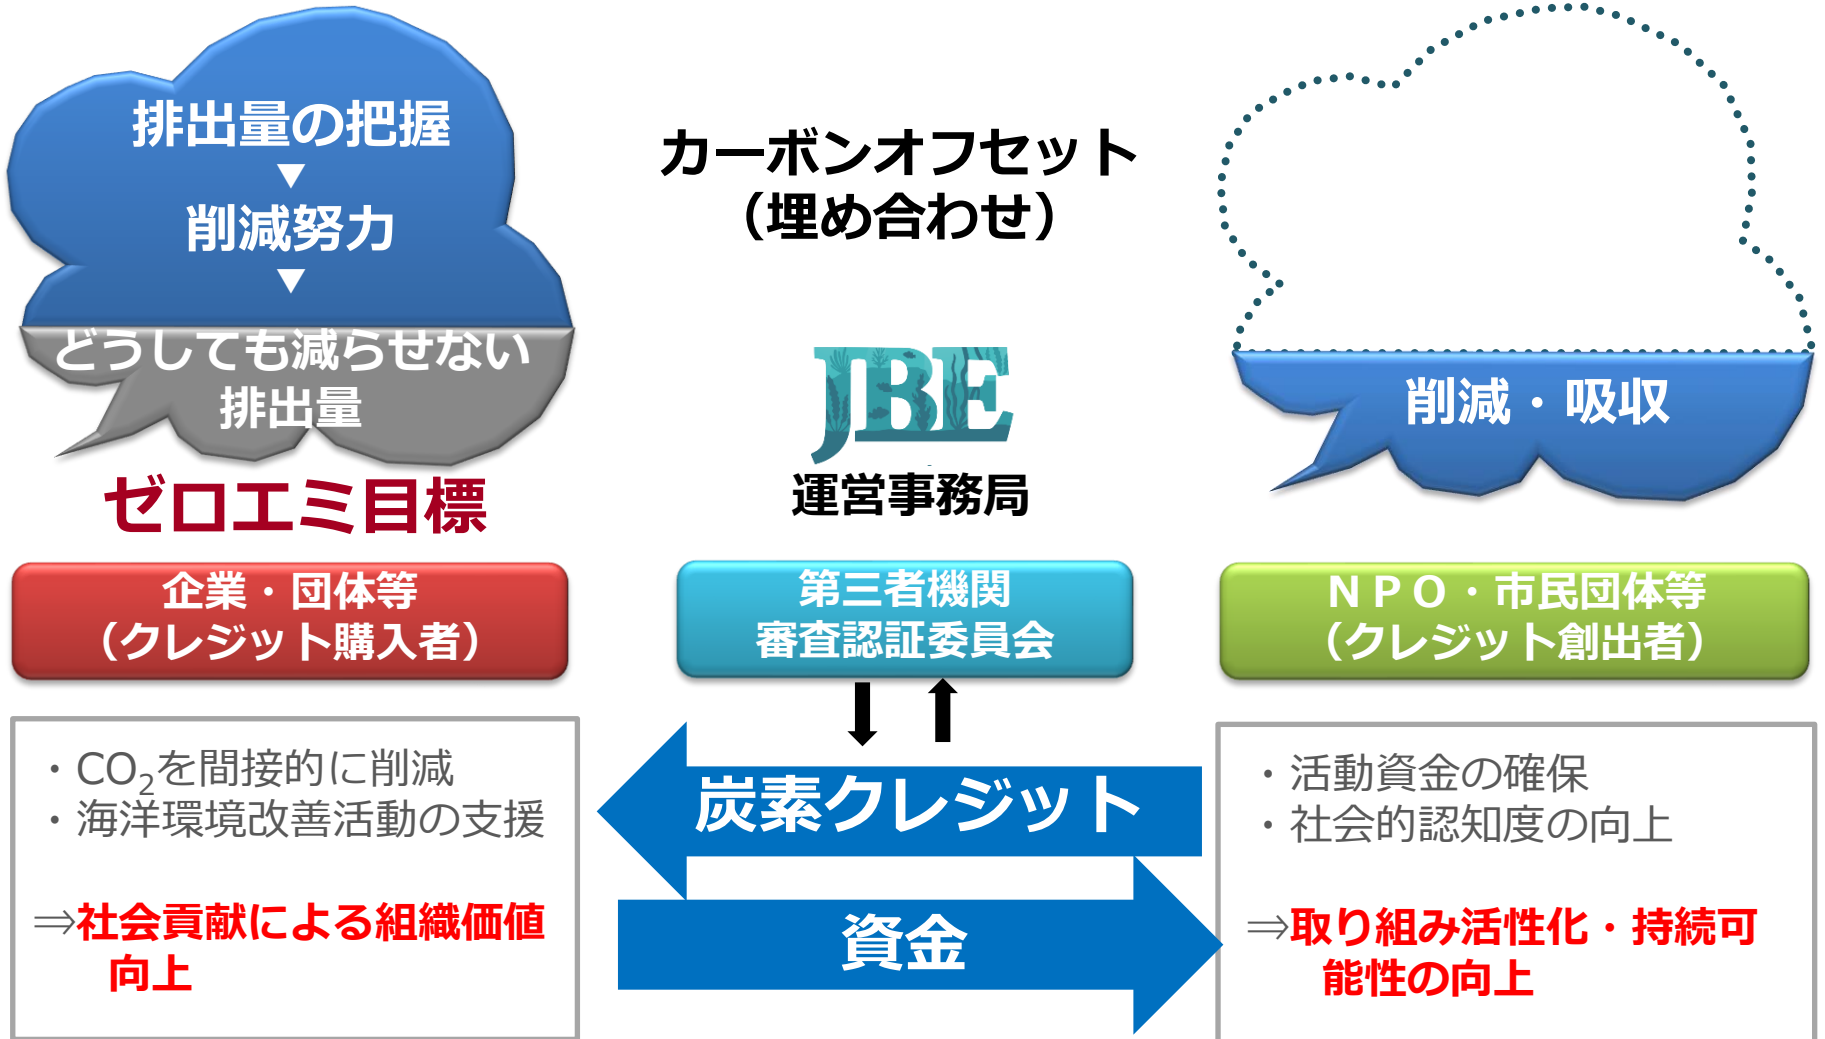 排出量の把握
▼
削減努力
▼
どうしても減らせない
排出量
ゼロエミ目標
カーボンオフセット
（埋め合わせ）
JBE
運営事務局
削減・吸収
企業・団体等
（クレジット購入者）
第三者機関
審査認証委員会
ＮＰＯ・市民団体等
（クレジット創出者）
・CO₂を間接的に削減
・海洋環境改善活動の支援
⇒社会貢献による組織価値
向上
炭素クレジット
資金
・活動資金の確保
・社会的認知度の向上
⇒取り組み活性化・持続可
能性の向上